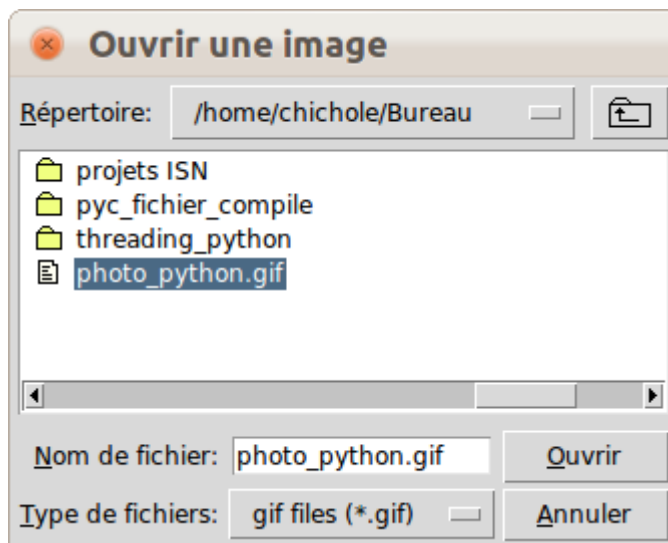 Ouvrir une image
Répertoire: /home/chichole/Bureau
projets ISN
pyc_fichier_compile
threading_python
photo_python.gif
Nom de fichier: photo_python.gif Ouvrir
Type de fichiers: gif files (*.gif) Annuler